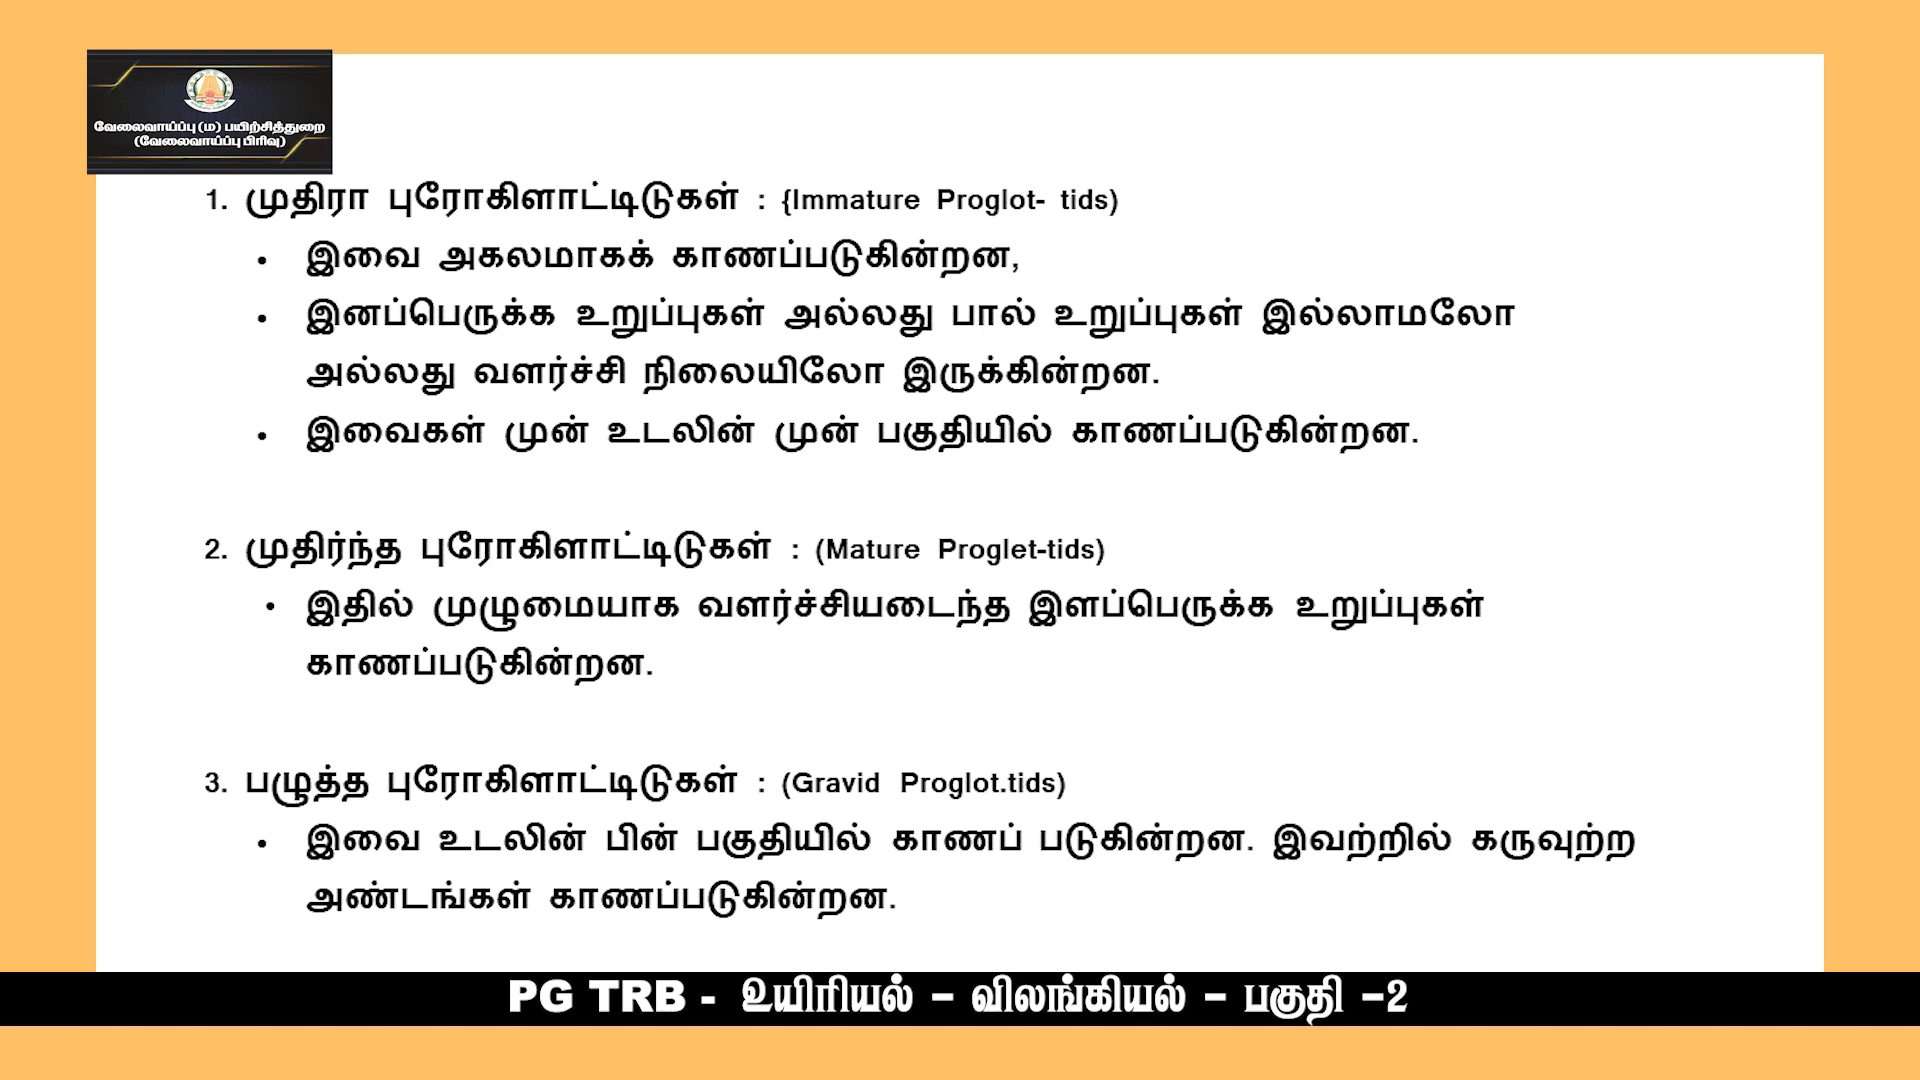 வேலைவாய்ப்பு (ம) பயிற்சித்துறை
(வேலைவாய்ப்பு பிரிவு)
1. முதிரா புரோகிளாட்டிடுகள் : {Immature Proglot- tids)
• இவை அகலமாகக் காணப்படுகின்றன,
• இனப்பெருக்க உறுப்புகள் அல்லது பால் உறுப்புகள் இல்லாமலோ
அல்லது வளர்ச்சி நிலையிலோ இருக்கின்றன.
• இவைகள் முன் உடலின் முன் பகுதியில் காணப்படுகின்றன.
2. முதிர்ந்த புரோகிளாட்டிடுகள் : (Mature Proglet-tids)
• இதில் முழுமையாக வளர்ச்சியடைந்த இளப்பெருக்க உறுப்புகள்
காணப்படுகின்றன.
3. பழுத்த புரோகிளாட்டிடுகள் : (Gravid Proglot.tids)
• இவை உடலின் பின் பகுதியில் காணப் படுகின்றன. இவற்றில் கருவுற்ற
அண்டங்கள் காணப்படுகின்றன.
PG TRB - உயிரியல் – விலங்கியல் – பகுதி –2